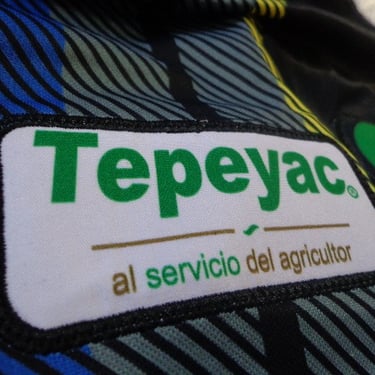 Tepeyac®
al servicio del agricultor